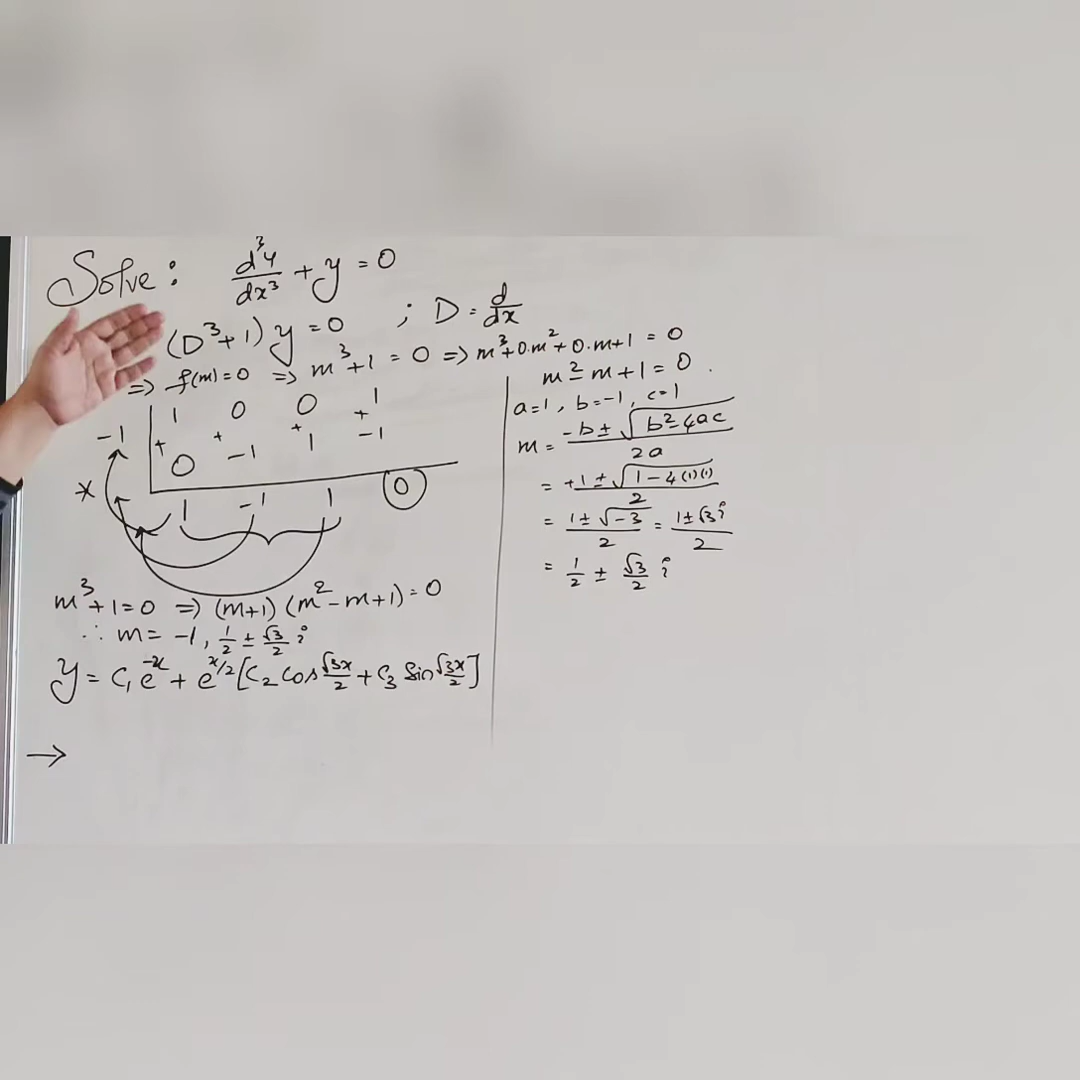 Solve: d³y/dx³ + y = 0
(D³+1) y = 0 ; D = d/dx
=> f(m)=0 => m³+1 = 0 => m³+0.m²+0.m+1 = 0
-1 | 1 0 0 +1
+ 0 + -1 + 1 -1
* 1 -1 1 0
m³+1=0 => (m+1) (m²-m+1) = 0
∴ m = -1, 1/2 ± √3/2 i
y = c₁ e^-x + e^x/2 [c₂ cos √3x/2 + c₃ sin √3x/2]
→
m² - m + 1 = 0 .
a=1, b=-1, c=1
m = -b ± √b²-4ac / 2a
= +1 ± √1-4(1)(1) / 2
= 1 ± √-3 / 2 = 1 ± √3 i / 2
= 1/2 ± √3/2 i